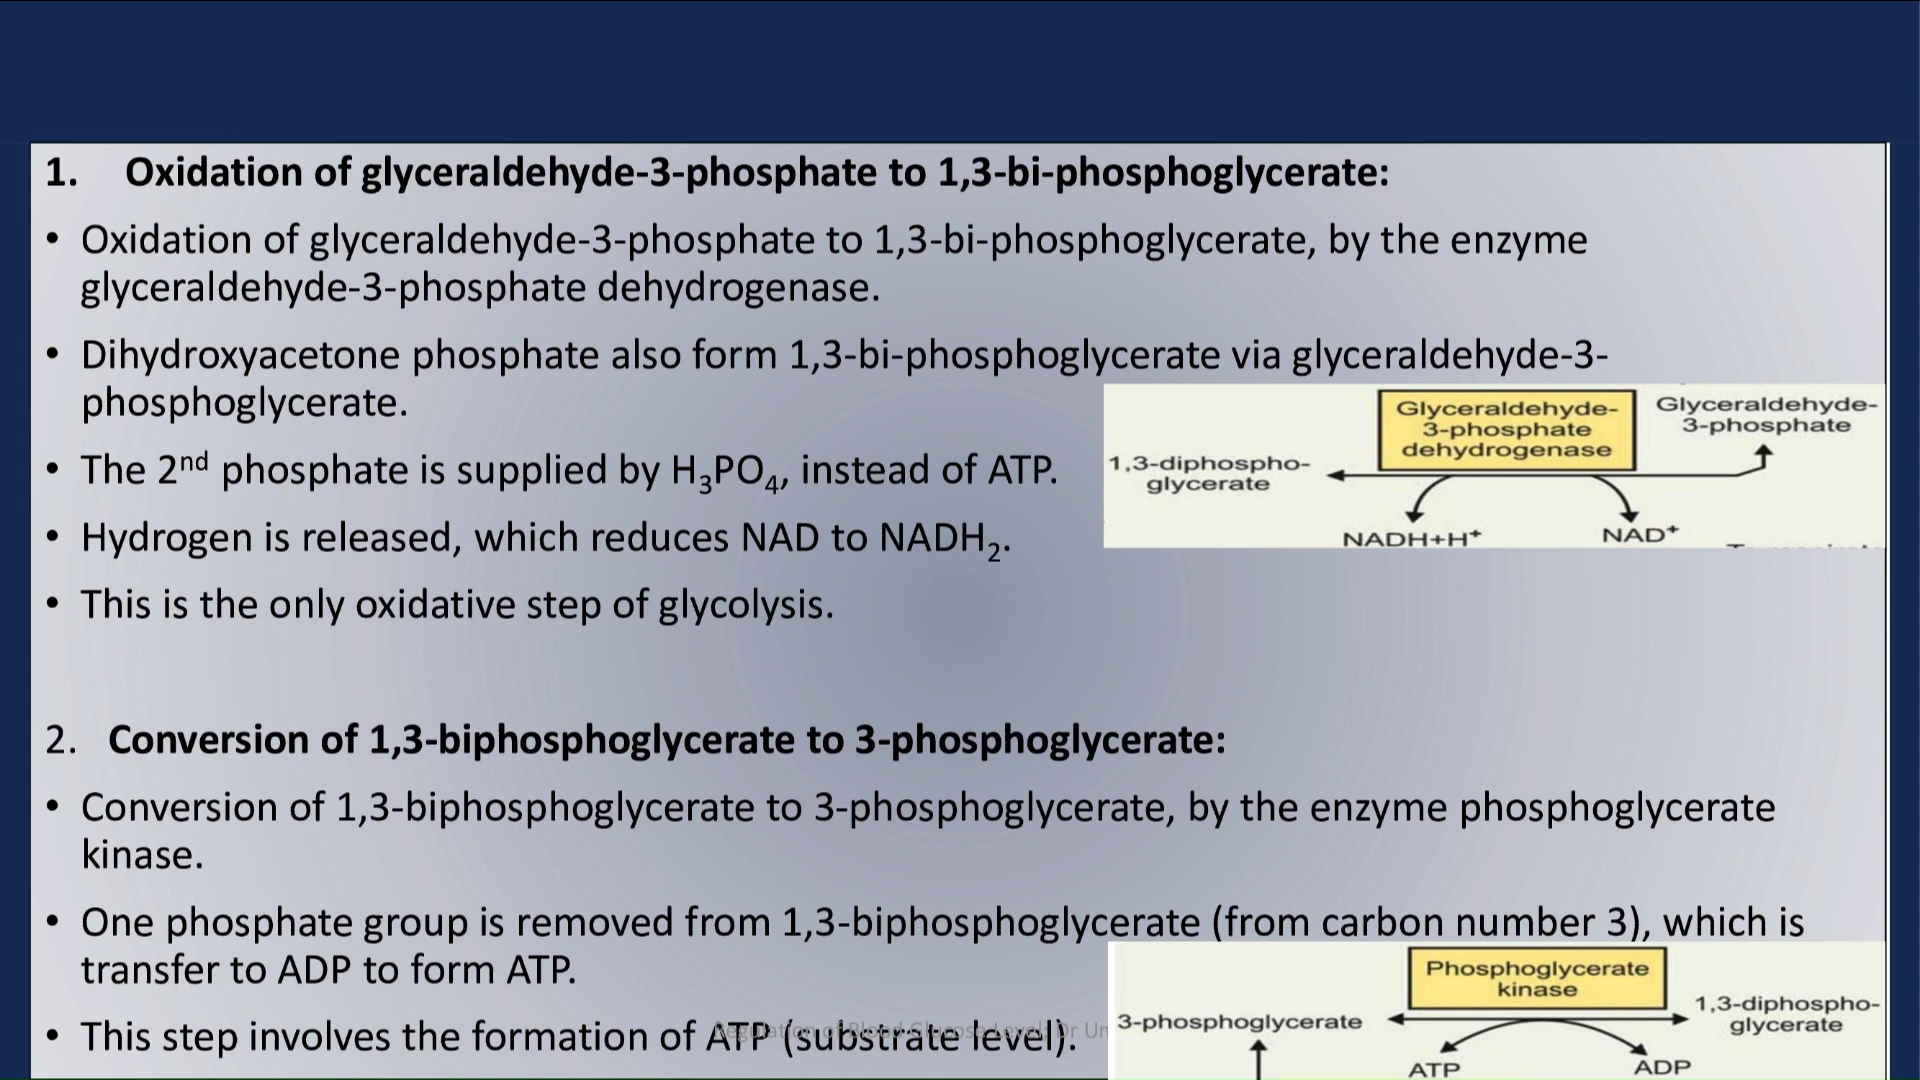 1. Oxidation of glyceraldehyde-3-phosphate to 1,3-bi-phosphoglycerate:
• Oxidation of glyceraldehyde-3-phosphate to 1,3-bi-phosphoglycerate, by the enzyme
glyceraldehyde-3-phosphate dehydrogenase.
• Dihydroxyacetone phosphate also form 1,3-bi-phosphoglycerate via glyceraldehyde-3-
phosphoglycerate.
• The 2nd phosphate is supplied by H₃PO₄, instead of ATP.
• Hydrogen is released, which reduces NAD to NADH₂.
• This is the only oxidative step of glycolysis.
Glyceraldehyde-
3-phosphate
dehydrogenase
Glyceraldehyde-
3-phosphate
1,3-diphospho-
glycerate
NADH+H⁺
NAD⁺
2. Conversion of 1,3-biphosphoglycerate to 3-phosphoglycerate:
• Conversion of 1,3-biphosphoglycerate to 3-phosphoglycerate, by the enzyme phosphoglycerate
kinase.
• One phosphate group is removed from 1,3-biphosphoglycerate (from carbon number 3), which is
transfer to ADP to form ATP.
• This step involves the formation of ATP (substrate level).
Regulation of Blood Glucose Level; Dr
Phosphoglycerate
kinase
3-phosphoglycerate
1,3-diphospho-
glycerate
ATP
ADP